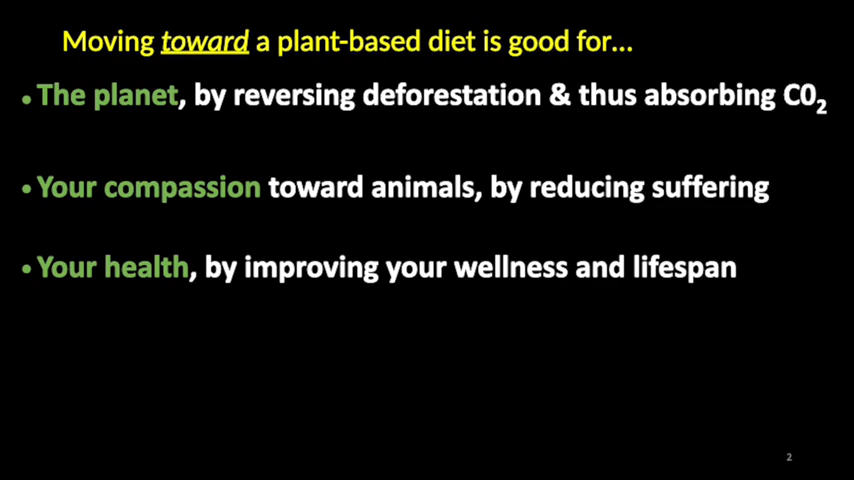 Moving toward a plant-based diet is good for...
• The planet, by reversing deforestation & thus absorbing C0₂
• Your compassion toward animals, by reducing suffering
• Your health, by improving your wellness and lifespan
2